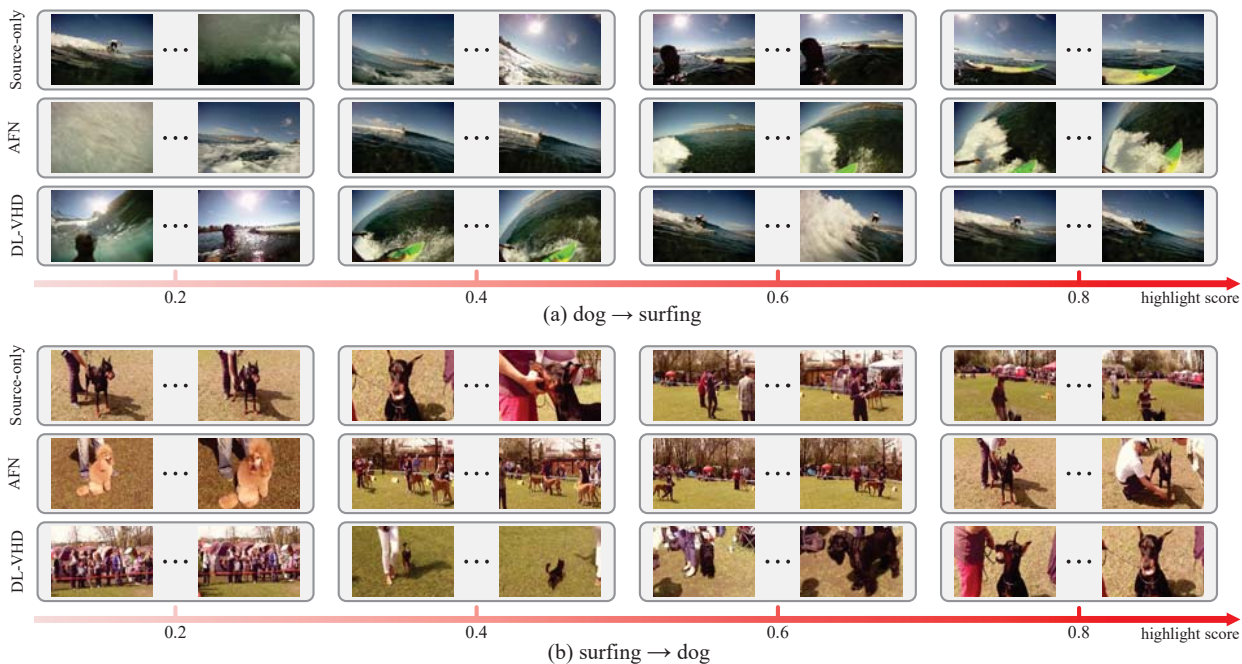 Source-only
AFN
DL-VHD
0.2 0.4 0.6 0.8 highlight score
(a) dog → surfing
Source-only
AFN
DL-VHD
0.2 0.4 0.6 0.8 highlight score
(b) surfing → dog